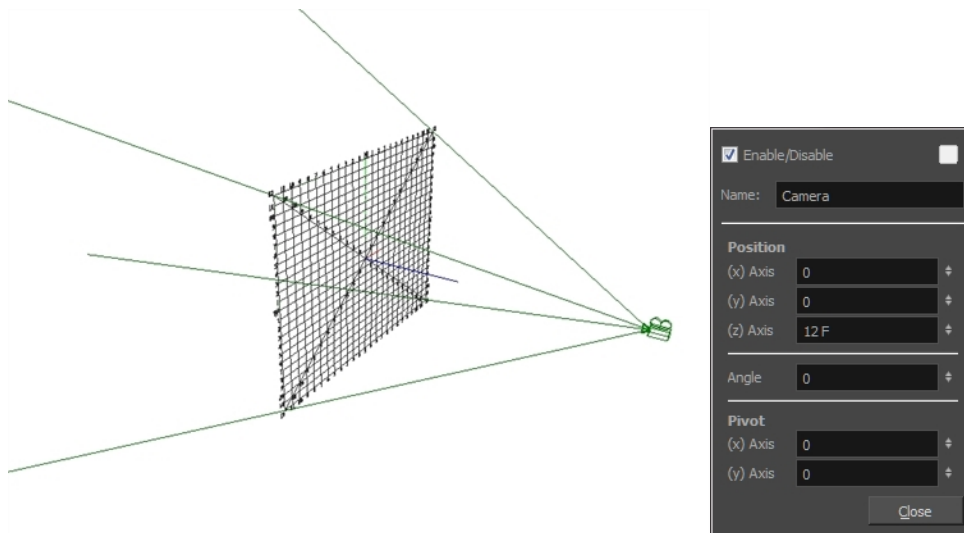 Enable/Disable
Name: Camera
Position
(x) Axis 0
(y) Axis 0
(z) Axis 12 F
Angle 0
Pivot
(x) Axis 0
(y) Axis 0
Close